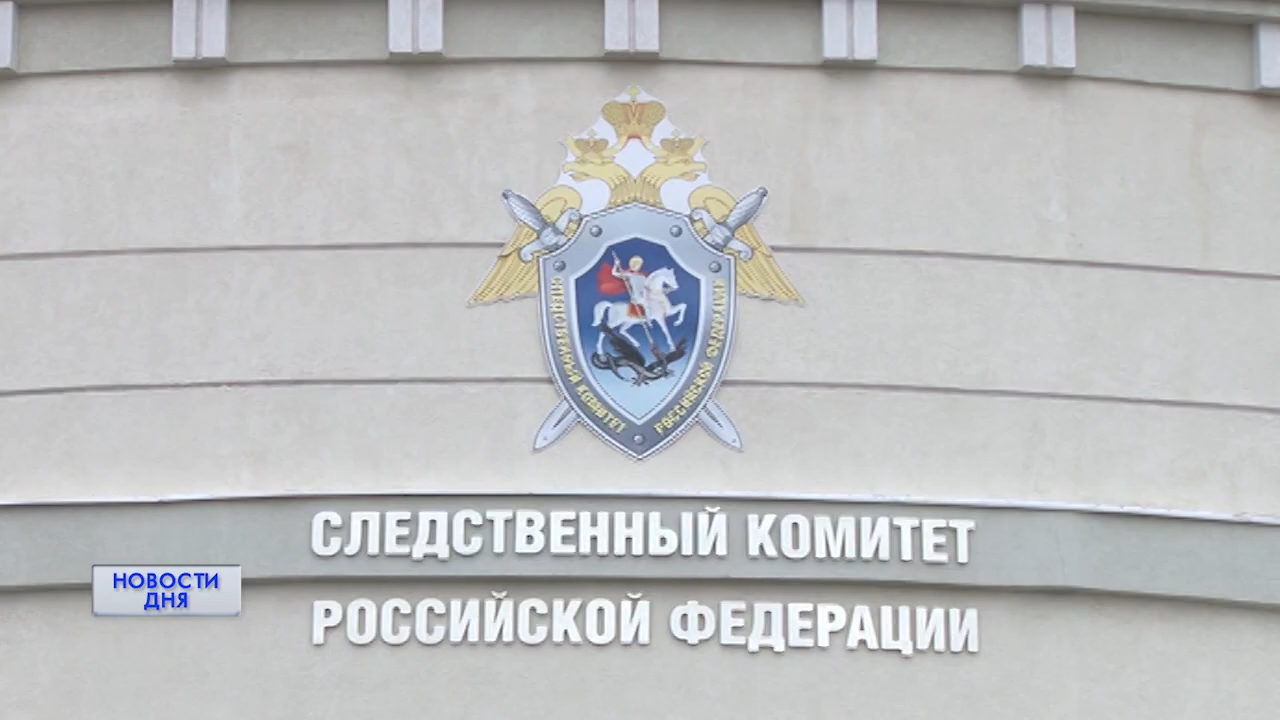 СЛЕДСТВЕННЫЙ КОМИТЕТ
РОССИЙСКОЙ ФЕДЕРАЦИИ
СЛЕДСТВЕННЫЙ КОМИТЕТ
РОССИЙСКОЙ ФЕДЕРАЦИИ
НОВОСТИ
ДНЯ